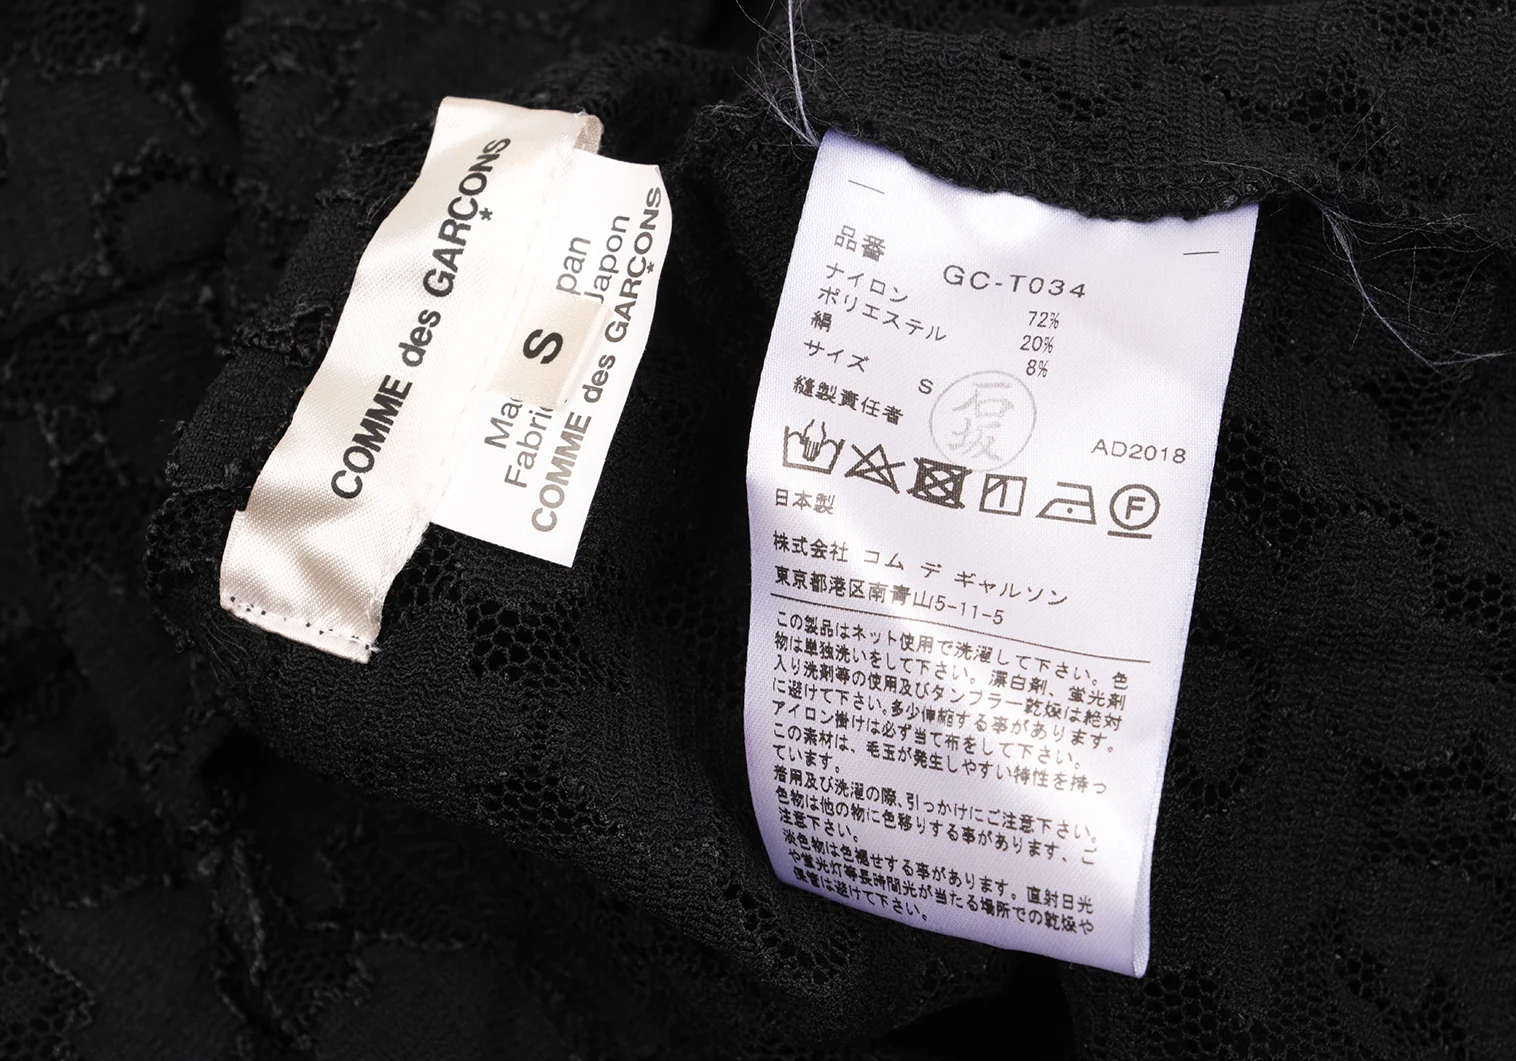 COMME des GARÇONS
*
S
pan
Japon
COMME des GARÇONS
品番 GC-T034
ナイロン 72%
ポリエステル 20%
絹 8%
サイズ S
縫製責任者 石坂
AD2018
F
日本製
株式会社 コム デ ギャルソン
東京都港区南青山5-11-5
この製品はネット使用で洗濯して下さい。色
物は単独洗いをして下さい。漂白剤、蛍光剤
入り洗剤等の使用及びタンブラー乾燥は絶対
に避けて下さい。多少伸縮する事があります。
アイロン掛けは必ず当て布をして下さい。
この素材は、毛玉が発生しやすい特性を持っ
ています。
着用及び洗濯の際、引っかけにご注意下さい。
色物は他の物に色移りする事があります、ご
注意下さい。
淡色物は色褪せする事があります。直射日光
や蛍光灯等長時間光が当たる場所での乾燥や
保管は避けて下さい。